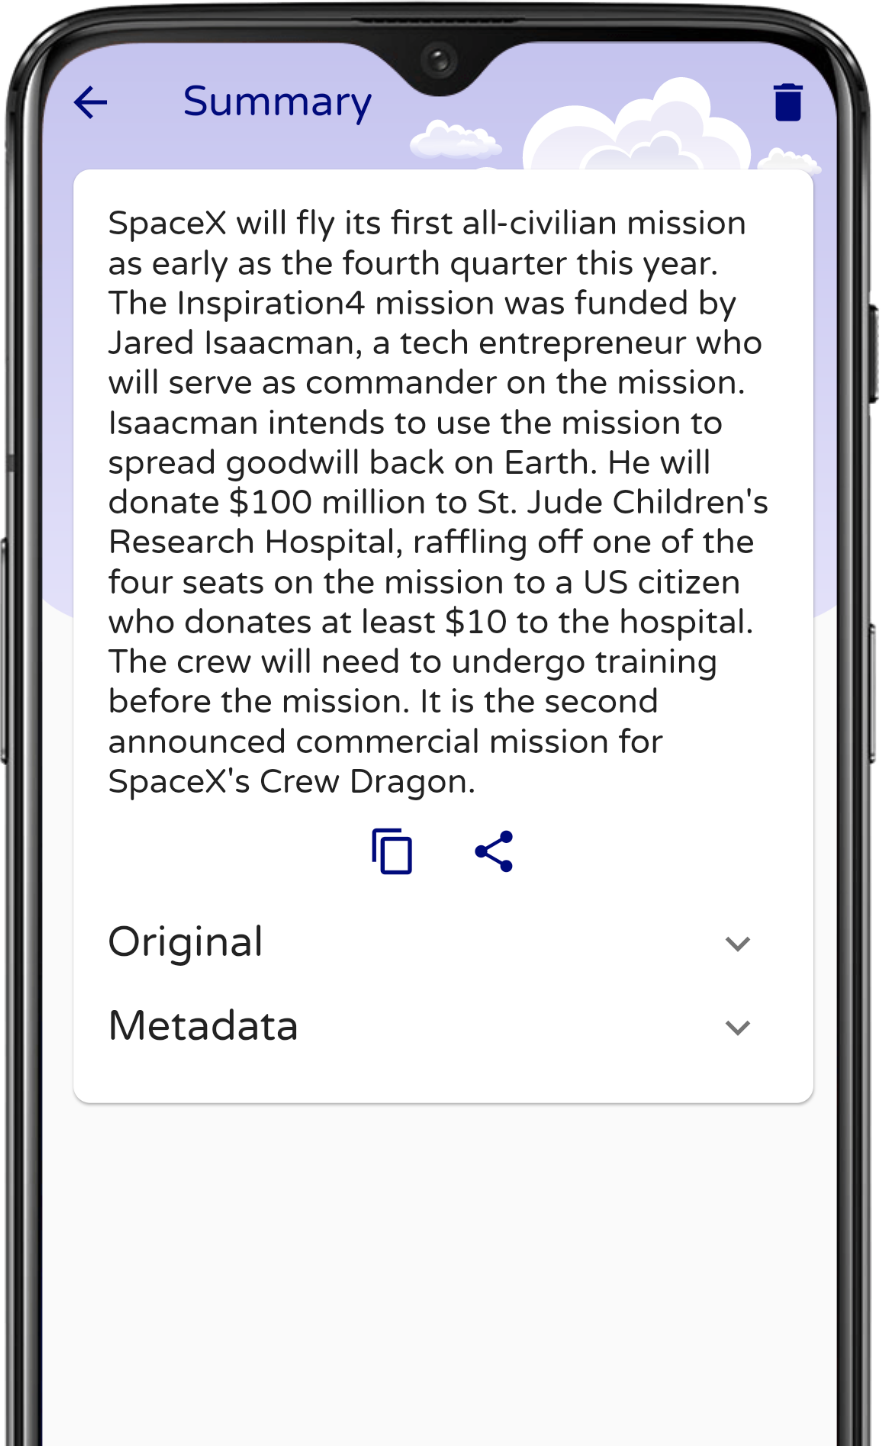 Summary
SpaceX will fly its first all-civilian mission
as early as the fourth quarter this year.
The Inspiration4 mission was funded by
Jared Isaacman, a tech entrepreneur who
will serve as commander on the mission.
Isaacman intends to use the mission to
spread goodwill back on Earth. He will
donate $100 million to St. Jude Children's
Research Hospital, raffling off one of the
four seats on the mission to a US citizen
who donates at least $10 to the hospital.
The crew will need to undergo training
before the mission. It is the second
announced commercial mission for
SpaceX's Crew Dragon.
Original
Metadata